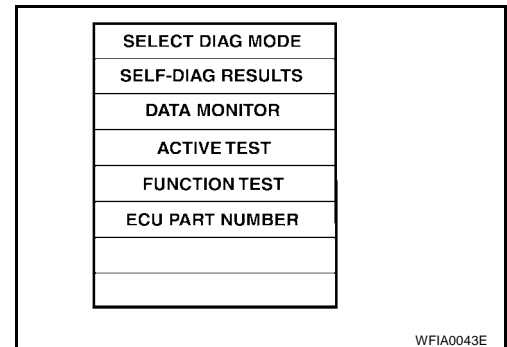 SELECT DIAG MODE
SELF-DIAG RESULTS
DATA MONITOR
ACTIVE TEST
FUNCTION TEST
ECU PART NUMBER
WFIA0043E